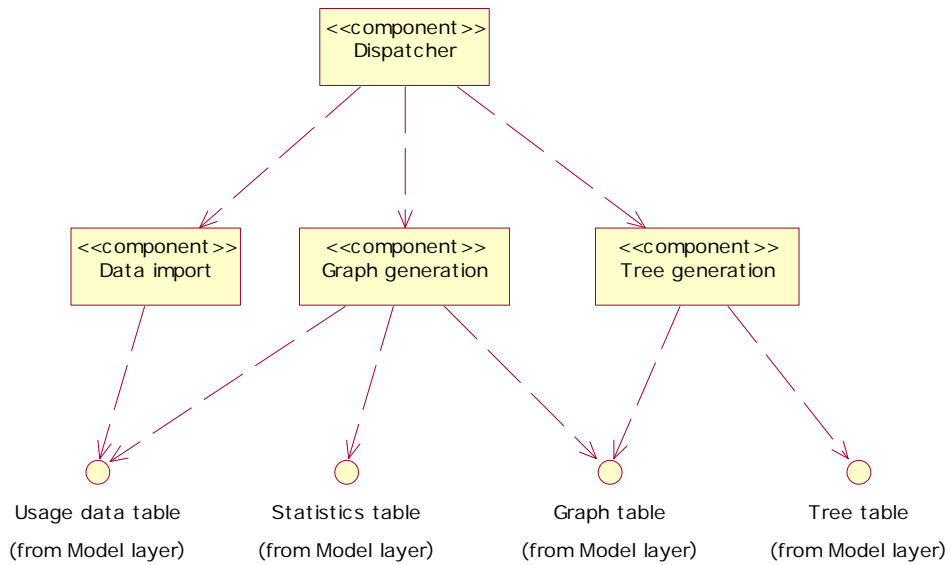 <<component>>
Dispatcher
<<component>>
Data import
<<component>>
Graph generation
<<component>>
Tree generation
Usage data table
(from Model layer)
Statistics table
(from Model layer)
Graph table
(from Model layer)
Tree table
(from Model layer)